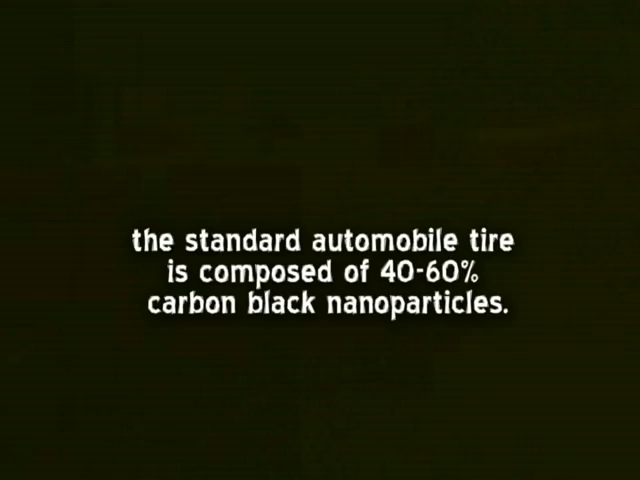 the standard automobile tire
is composed of 40-60%
carbon black nanoparticles.